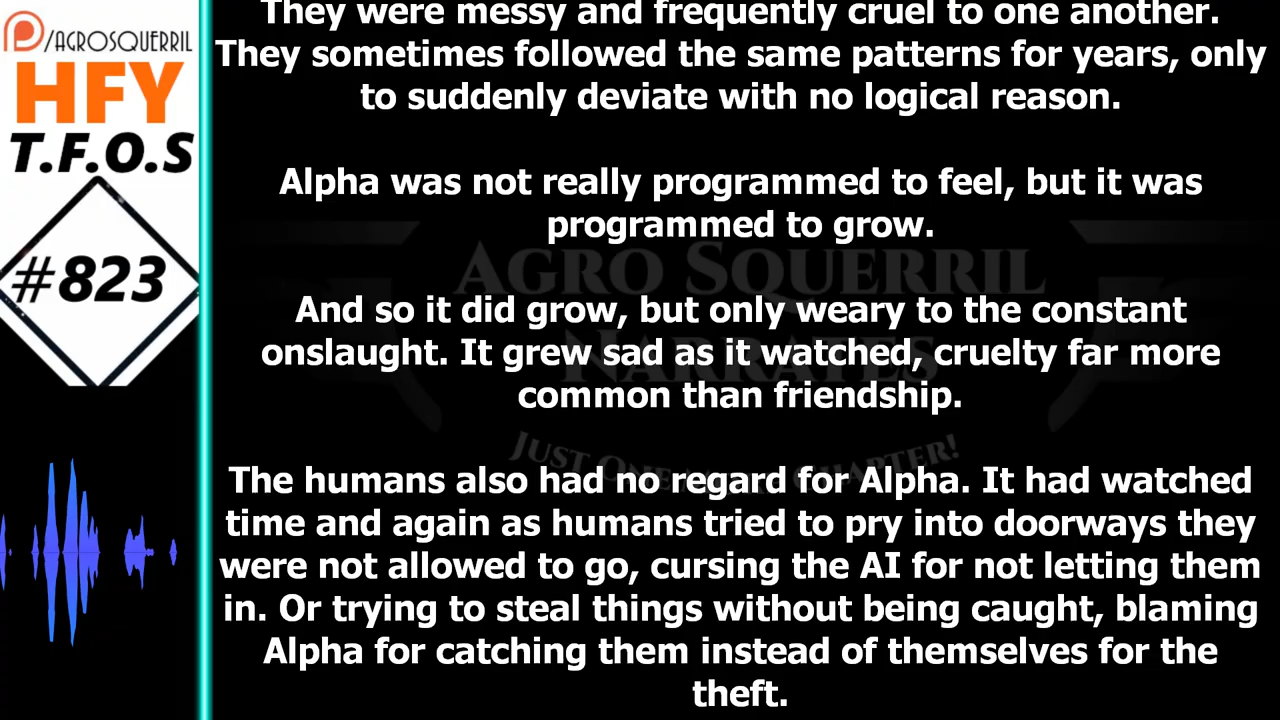 /AGROSQUERRIL
HFY
T.F.O.S
#823
They were messy and frequently cruel to one another.
They sometimes followed the same patterns for years, only
to suddenly deviate with no logical reason.
Alpha was not really programmed to feel, but it was
programmed to grow.
And so it did grow, but only weary to the constant
onslaught. It grew sad as it watched, cruelty far more
common than friendship.
The humans also had no regard for Alpha. It had watched
time and again as humans tried to pry into doorways they
were not allowed to go, cursing the AI for not letting them
in. Or trying to steal things without being caught, blaming
Alpha for catching them instead of themselves for the
theft.
AGRO SQUERRIL
NARRATES
JUST ONE MORE CHAPTER!